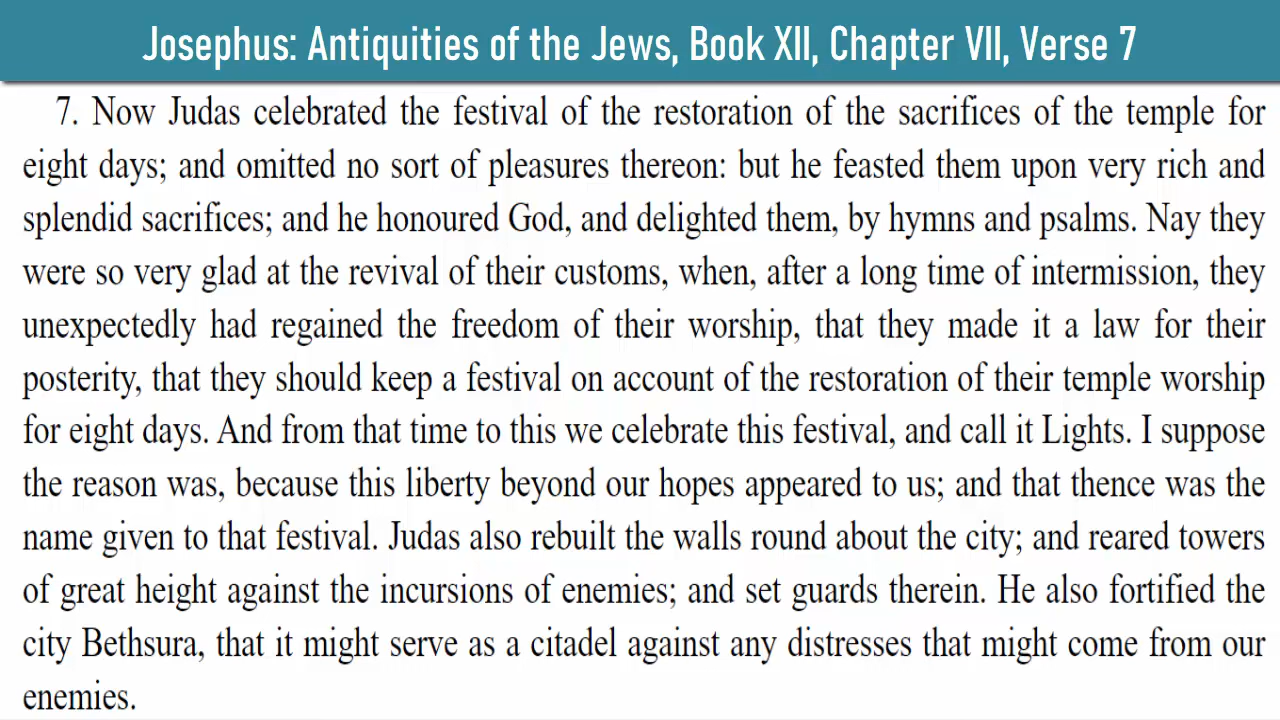 Josephus: Antiquities of the Jews, Book XII, Chapter VII, Verse 7
7. Now Judas celebrated the festival of the restoration of the sacrifices of the temple for
eight days; and omitted no sort of pleasures thereon: but he feasted them upon very rich and
splendid sacrifices; and he honoured God, and delighted them, by hymns and psalms. Nay they
were so very glad at the revival of their customs, when, after a long time of intermission, they
unexpectedly had regained the freedom of their worship, that they made it a law for their
posterity, that they should keep a festival on account of the restoration of their temple worship
for eight days. And from that time to this we celebrate this festival, and call it Lights. I suppose
the reason was, because this liberty beyond our hopes appeared to us; and that thence was the
name given to that festival. Judas also rebuilt the walls round about the city; and reared towers
of great height against the incursions of enemies; and set guards therein. He also fortified the
city Bethsura, that it might serve as a citadel against any distresses that might come from our
enemies.